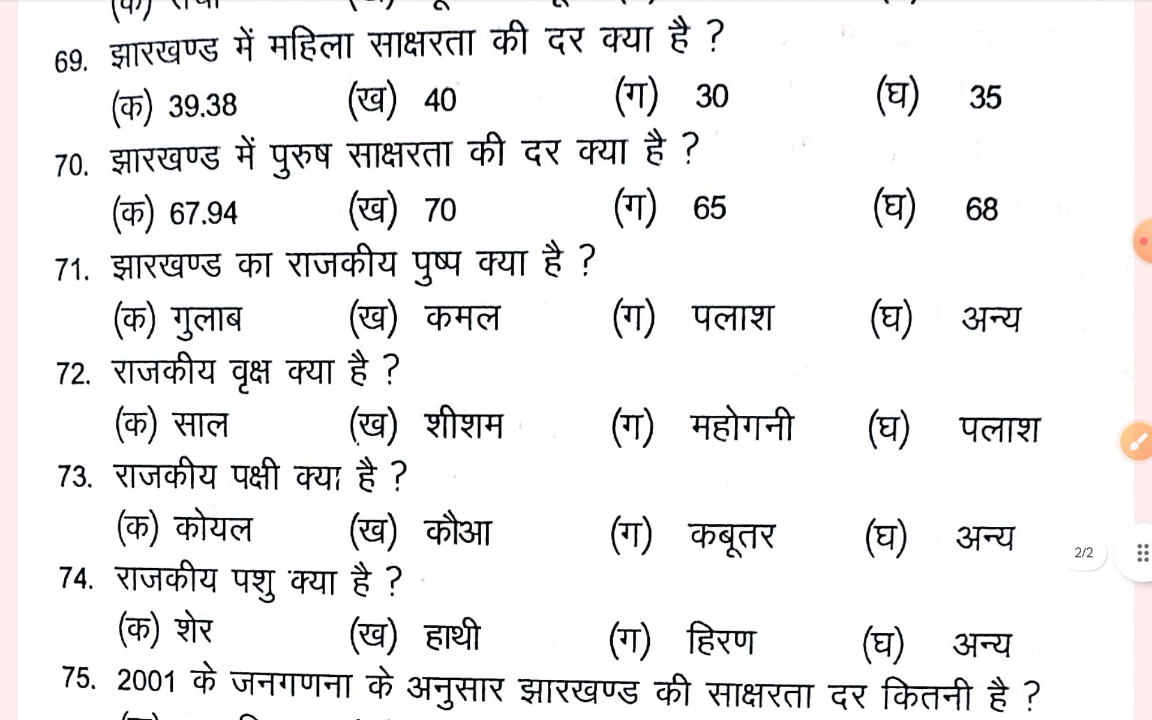 69. झारखण्ड में महिला साक्षरता की दर क्या है ?
(क) 39.38 (ख) 40 (ग) 30 (घ) 35
70. झारखण्ड में पुरुष साक्षरता की दर क्या है ?
(क) 67.94 (ख) 70 (ग) 65 (घ) 68
71. झारखण्ड का राजकीय पुष्प क्या है ?
(क) गुलाब (ख) कमल (ग) पलाश (घ) अन्य
72. राजकीय वृक्ष क्या है ?
(क) साल (ख) शीशम (ग) महोगनी (घ) पलाश
73. राजकीय पक्षी क्या है ?
(क) कोयल (ख) कौआ (ग) कबूतर (घ) अन्य
2/2
74. राजकीय पशु क्या है ?
(क) शेर (ख) हाथी (ग) हिरण (घ) अन्य
75. 2001 के जनगणना के अनुसार झारखण्ड की साक्षरता दर कितनी है ?